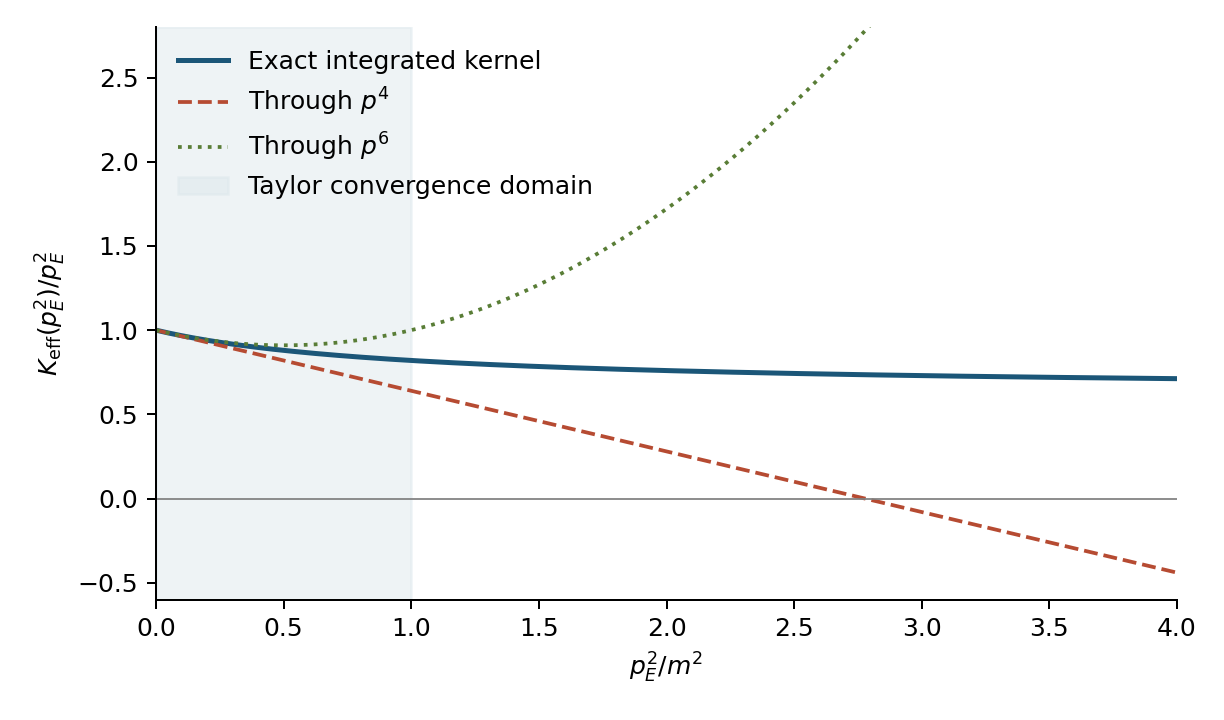 2.5
2.0
1.5
1.0
0.5
0.0
−0.5
K_eff(p_E^2)/p_E^2
Exact integrated kernel
Through p^4
Through p^6
Taylor convergence domain
0.0 0.5 1.0 1.5 2.0 2.5 3.0 3.5 4.0
p_E^2/m^2